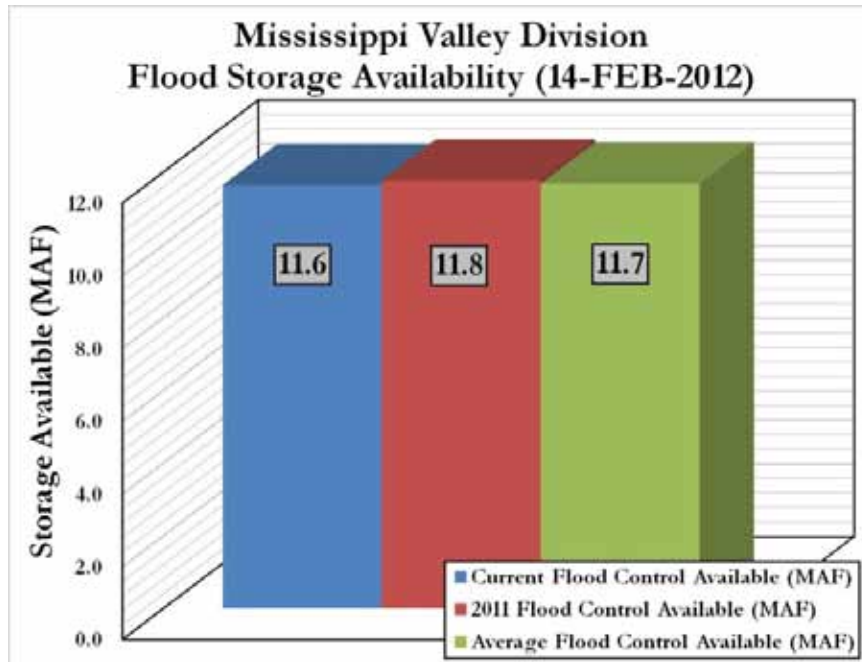 Mississippi Valley Division
Flood Storage Availability (14-FEB-2012)
Storage Available (MAF)
12.0
10.0
8.0
6.0
4.0
2.0
0.0
11.6
11.8
11.7
Current Flood Control Available (MAF)
2011 Flood Control Available (MAF)
Average Flood Control Available (MAF)